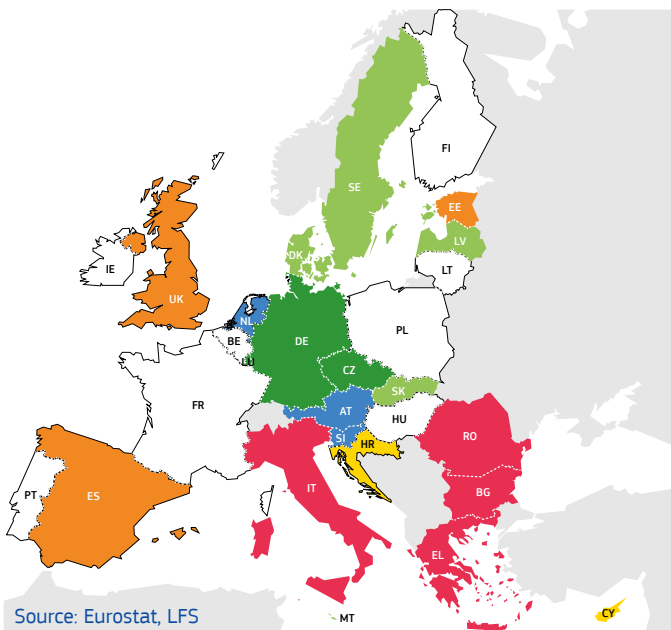 FI
SE
EE
LV
DK
LT
IE
UK
NL
PL
BE
DE
LU
CZ
SK
FR
AT
HU
SI
HR
RO
IT
BG
PT
ES
EL
CY
MT
Source: Eurostat, LFS